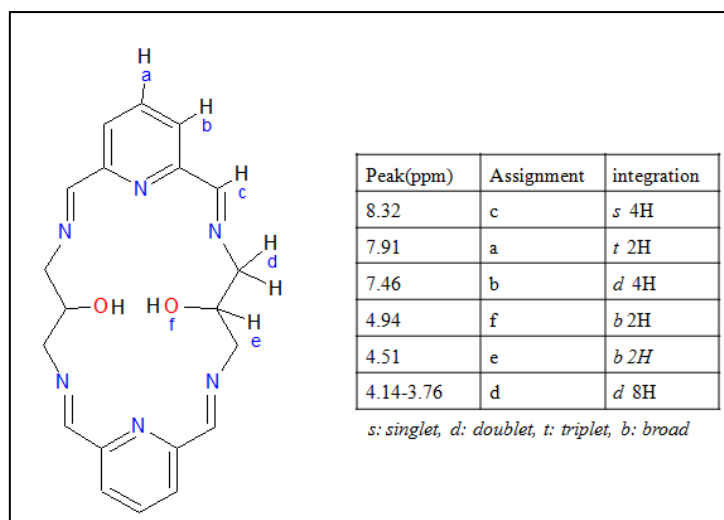 H
a
H
b
N
H
c
N
N
H
d
H
OH
HO
f
H
e
N
N
N
Peak(ppm) Assignment integration
8.32 c s 4H
7.91 a t 2H
7.46 b d 4H
4.94 f b 2H
4.51 e b 2H
4.14-3.76 d d 8H
s: singlet, d: doublet, t: triplet, b: broad